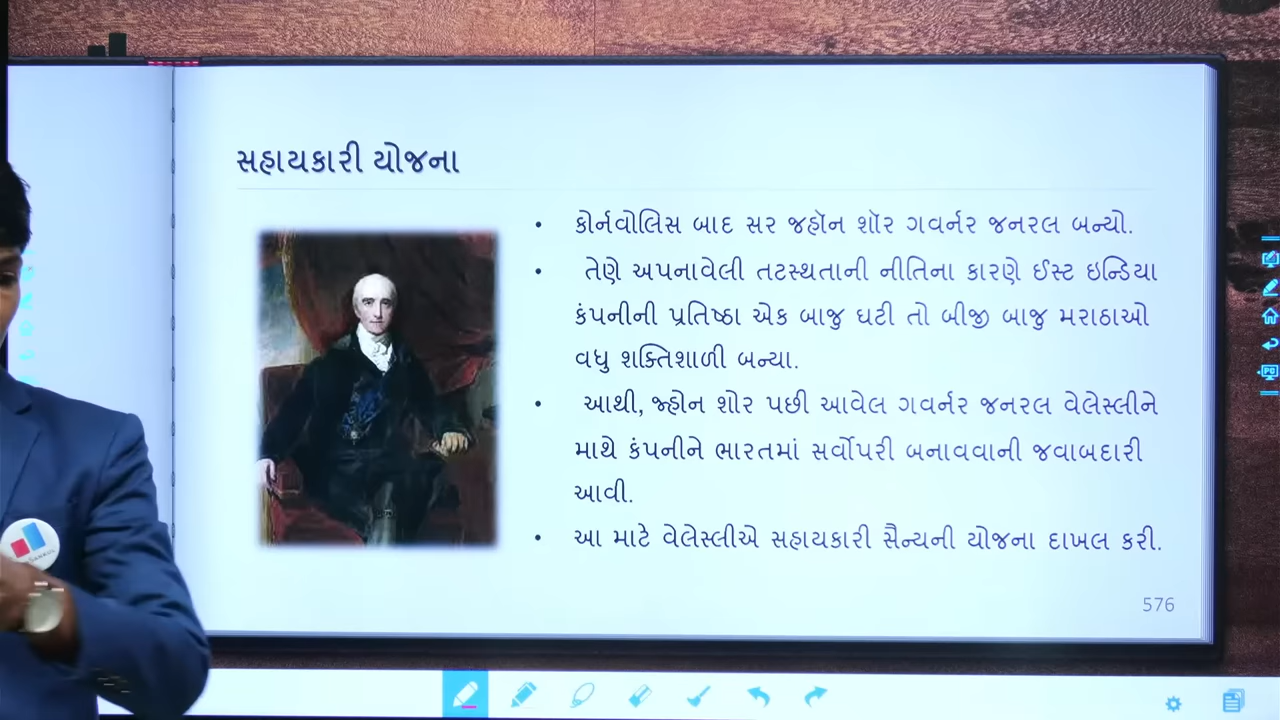 સહાયકારી યોજના
• કોર્નવોલિસ બાદ સર જ્હૉન શૉર ગવર્નર જનરલ બન્યો.
• તેણે અપનાવેલી તટસ્થતાની નીતિના કારણે ઈસ્ટ ઇન્ડિયા
કંપનીની પ્રતિષ્ઠા એક બાજુ ઘટી તો બીજી બાજુ મરાઠાઓ
વધુ શક્તિશાળી બન્યા.
• આથી, જ્હોન શોર પછી આવેલ ગવર્નર જનરલ વેલેસ્લીને
માથે કંપનીને ભારતમાં સર્વોપરી બનાવવાની જવાબદારી
આવી.
• આ માટે વેલેસ્લીએ સહાયકારી સૈન્યની યોજના દાખલ કરી.
576